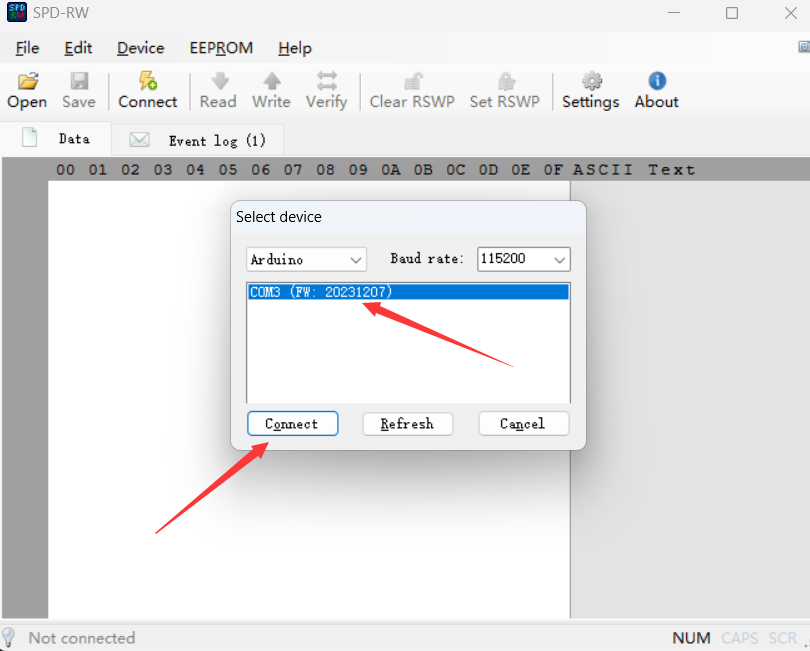 SPD-RW
File Edit Device EEPROM Help
Open Save Connect Read Write Verify Clear RSWP Set RSWP Settings About
Data Event log (1)
00 01 02 03 04 05 06 07 08 09 0A 0B 0C 0D 0E 0F ASCII Text
Select device
Arduino Baud rate: 115200
COM3 (FW: 20231207)
Connect Refresh Cancel
Not connected NUM CAPS SCR